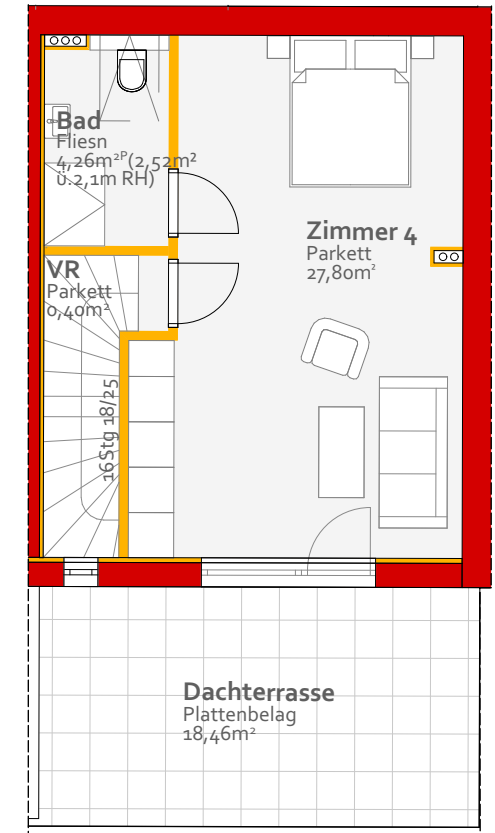 Bad
Fliesn
4,26m²P(2,52m²
ü.2,1m RH)
Zimmer 4
Parkett
27,80m²
VR
Parkett
0,40m²
16Stg 18/25
Dachterrasse
Plattenbelag
18,46m²